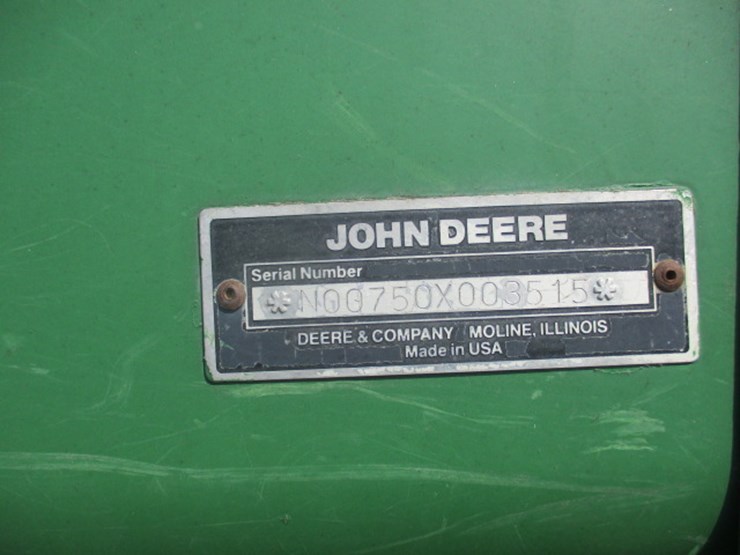 JOHN DEERE
Serial Number
*N00750X003515*
DEERE & COMPANY MOLINE, ILLINOIS
Made in USA